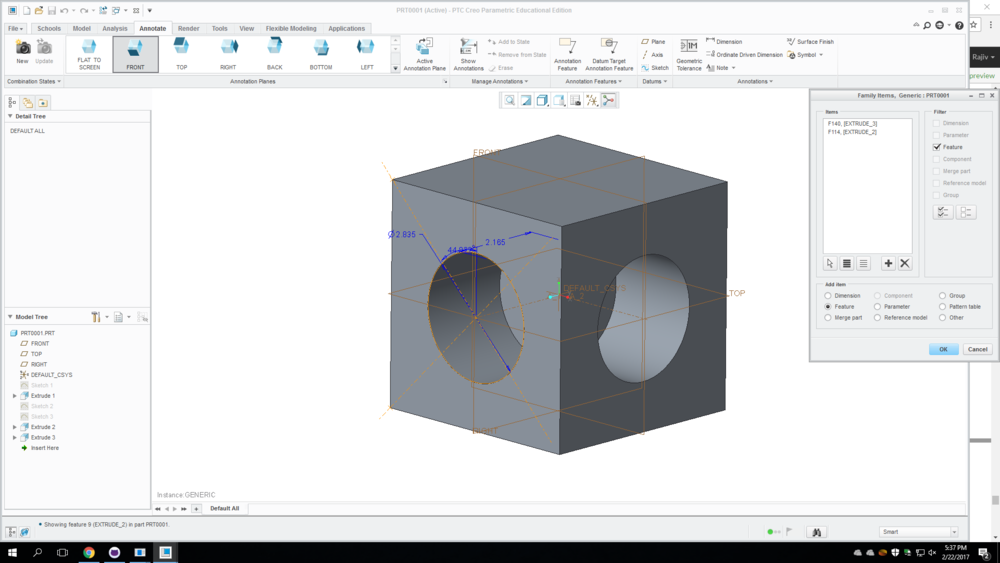 PRT0001 (Active) - PTC Creo Parametric Educational Edition
File Schools Model Analysis Annotate Render Tools View Flexible Modeling Applications
New Update
FLAT TO SCREEN
FRONT
TOP
RIGHT
BACK
BOTTOM
LEFT
Active Annotation Plane
Show Annotations
Add to State
Remove from State
Erase
Annotation Feature
Datum Target Annotation Feature
Plane
Axis
Sketch
Geometric Tolerance
Dimension
Ordinate Driven Dimension
Note
Surface Finish
Symbol
Combination States Annotation Planes Manage Annotations Annotation Features Datums Annotations
Rajiv
preview
Detail Tree
DEFAULT ALL
Model Tree
PRT0001.PRT
FRONT
TOP
RIGHT
DEFAULT_CSYS
Sketch 1
Extrude 1
Sketch 2
Sketch 3
Extrude 2
Extrude 3
Insert Here
FRONT
Ø2.835
2.165
DEFAULT_CSYS
TOP
RIGHT
Family Items, Generic : PRT0001
Items
F140, [EXTRUDE_3]
F114, [EXTRUDE_2]
Filter
Dimension
Parameter
Feature
Component
Merge part
Reference model
Group
Add item
Dimension Component Group
Feature Parameter Pattern table
Merge part Reference model Other
OK Cancel
Instance:GENERIC
Default All
Showing feature 9 (EXTRUDE_2) in part PRT0001.
Smart
5:37 PM
2/22/2017
2